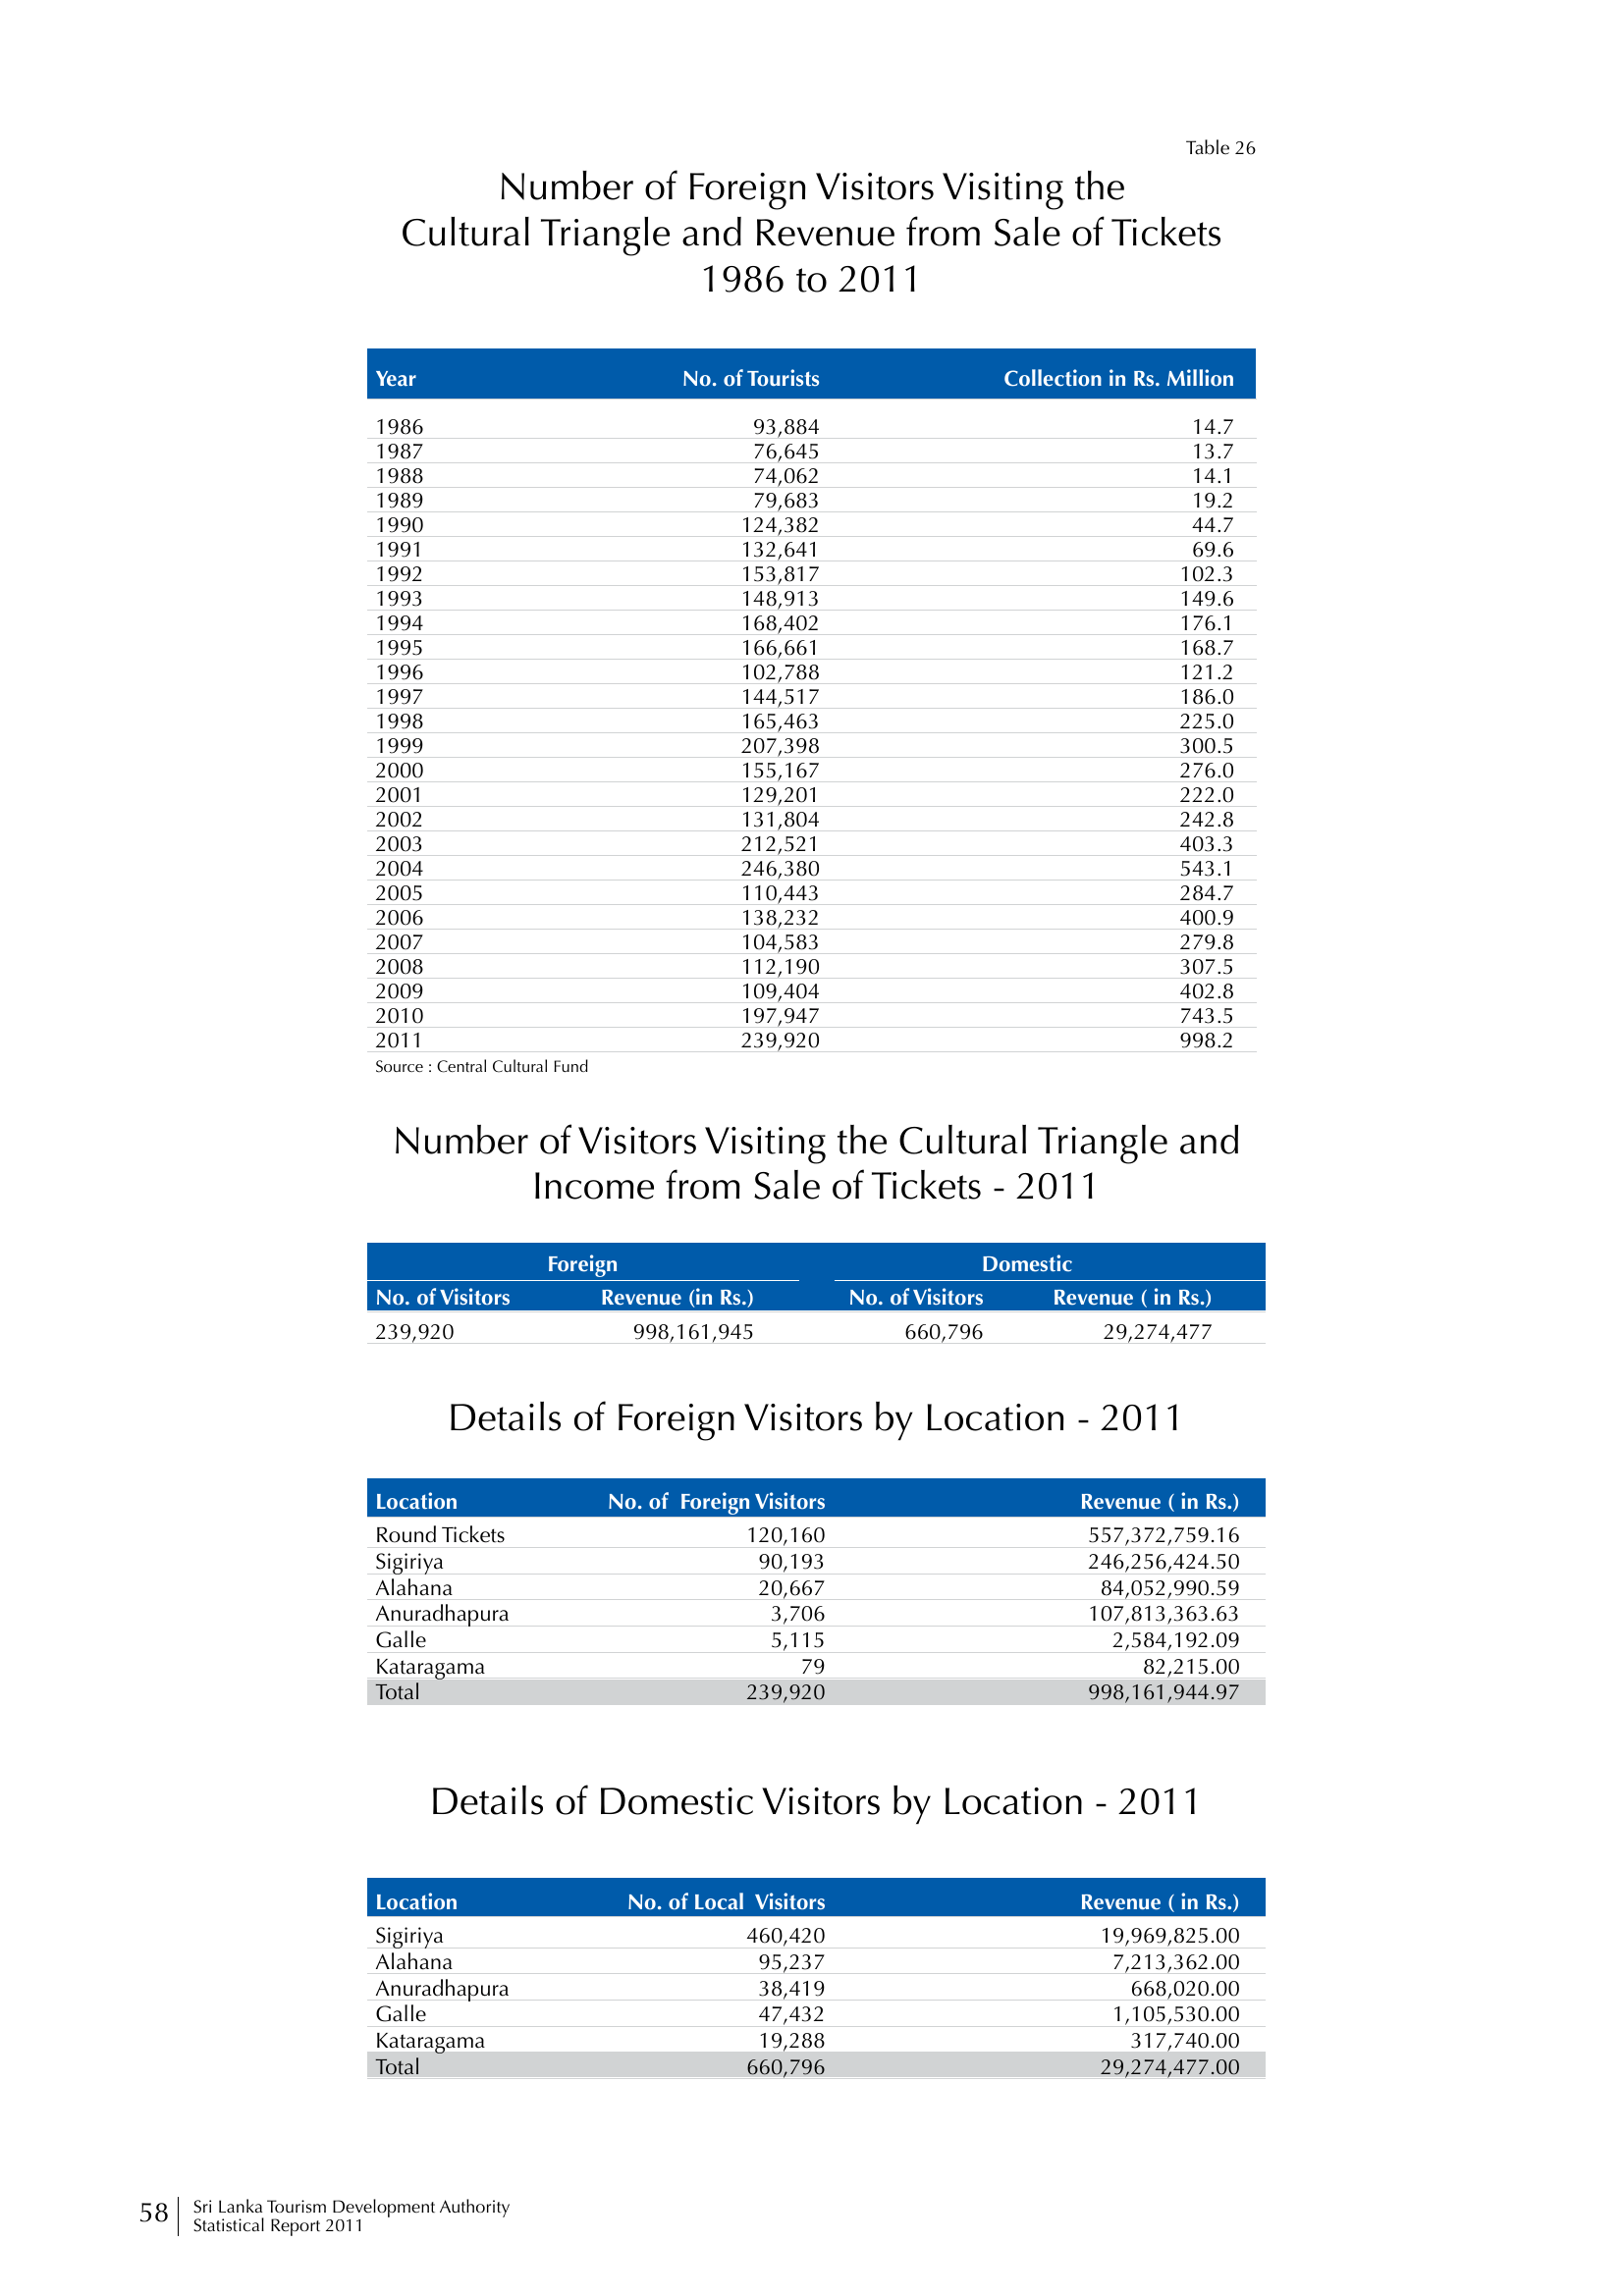 Table 26
Number of Foreign Visitors Visiting the
Cultural Triangle and Revenue from Sale of Tickets
1986 to 2011
Year No. of Tourists Collection in Rs. Million
1986 93,884 14.7
1987 76,645 13.7
1988 74,062 14.1
1989 79,683 19.2
1990 124,382 44.7
1991 132,641 69.6
1992 153,817 102.3
1993 148,913 149.6
1994 168,402 176.1
1995 166,661 168.7
1996 102,788 121.2
1997 144,517 186.0
1998 165,463 225.0
1999 207,398 300.5
2000 155,167 276.0
2001 129,201 222.0
2002 131,804 242.8
2003 212,521 403.3
2004 246,380 543.1
2005 110,443 284.7
2006 138,232 400.9
2007 104,583 279.8
2008 112,190 307.5
2009 109,404 402.8
2010 197,947 743.5
2011 239,920 998.2
Source : Central Cultural Fund
Number of Visitors Visiting the Cultural Triangle and
Income from Sale of Tickets - 2011
Foreign Domestic
No. of Visitors Revenue (in Rs.) No. of Visitors Revenue ( in Rs.)
239,920 998,161,945 660,796 29,274,477
Details of Foreign Visitors by Location - 2011
Location No. of Foreign Visitors Revenue ( in Rs.)
Round Tickets 120,160 557,372,759.16
Sigiriya 90,193 246,256,424.50
Alahana 20,667 84,052,990.59
Anuradhapura 3,706 107,813,363.63
Galle 5,115 2,584,192.09
Kataragama 79 82,215.00
Total 239,920 998,161,944.97
Details of Domestic Visitors by Location - 2011
Location No. of Local Visitors Revenue ( in Rs.)
Sigiriya 460,420 19,969,825.00
Alahana 95,237 7,213,362.00
Anuradhapura 38,419 668,020.00
Galle 47,432 1,105,530.00
Kataragama 19,288 317,740.00
Total 660,796 29,274,477.00
58 Sri Lanka Tourism Development Authority
Statistical Report 2011